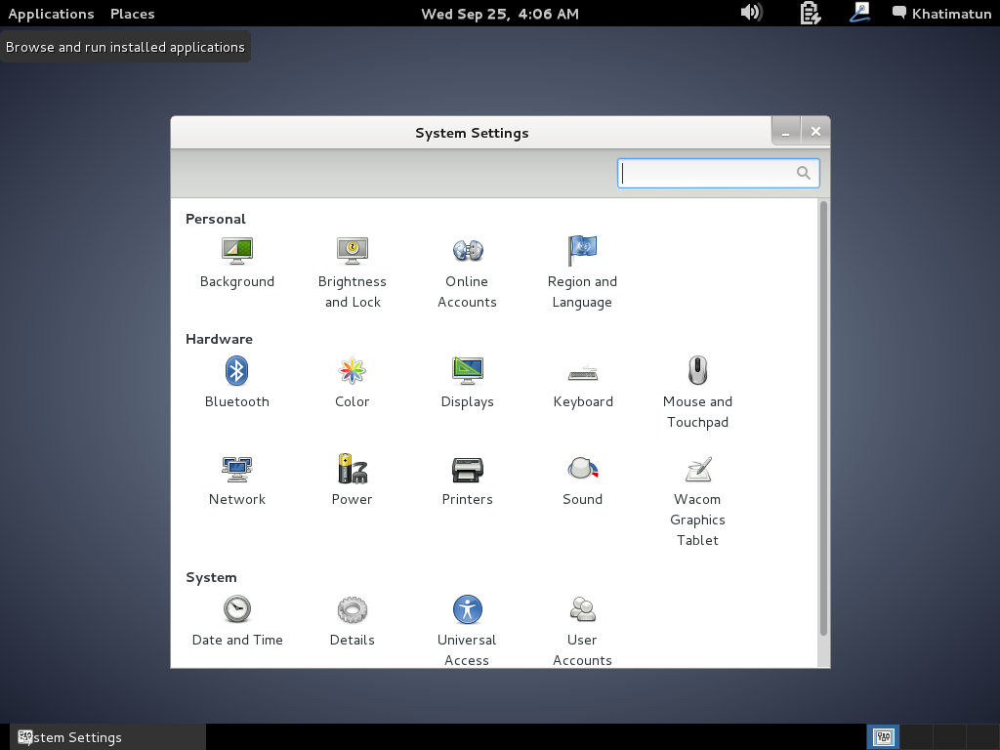 Applications Places Wed Sep 25, 4:06 AM Khatimatun
Browse and run installed applications
System Settings
Personal
Background Brightness and Lock Online Accounts Region and Language
Hardware
Bluetooth Color Displays Keyboard Mouse and Touchpad
Network Power Printers Sound Wacom Graphics Tablet
System
Date and Time Details Universal Access User Accounts
stem Settings